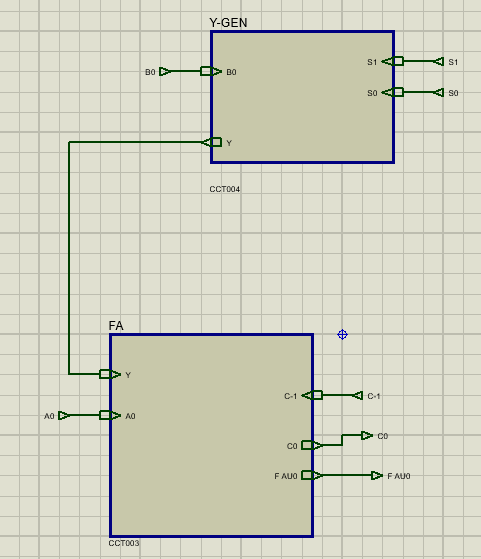 Y-GEN
S1 S1
B0 B0
S0 S0
Y
CCT004
FA
Y
C-1 C-1
A0 A0
C0 C0
F AU0 F AU0
CCT003